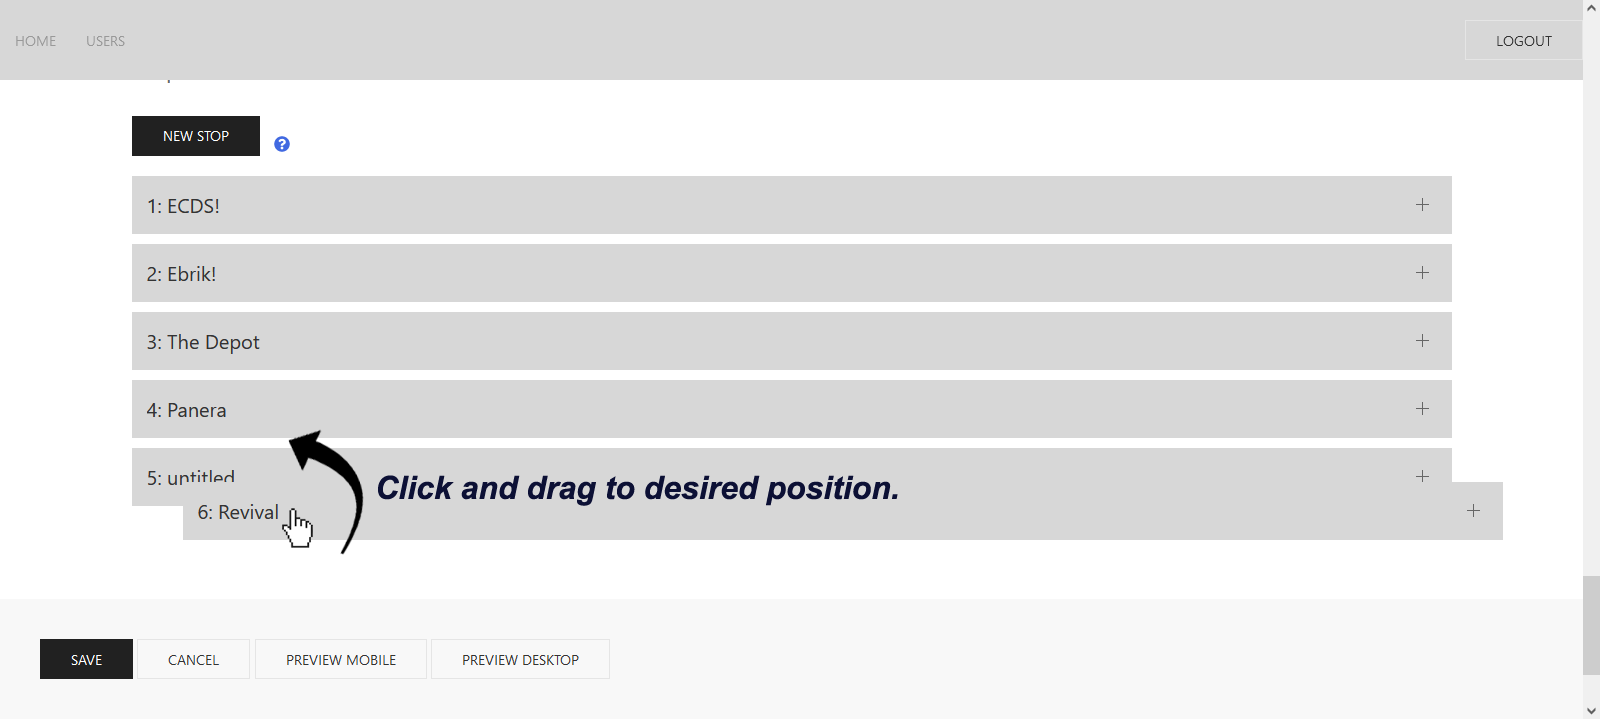 HOME USERS LOGOUT
NEW STOP
?
1: ECDS!
2: Ebrik!
3: The Depot
4: Panera
5: untitled
Click and drag to desired position.
6: Revival
SAVE CANCEL PREVIEW MOBILE PREVIEW DESKTOP